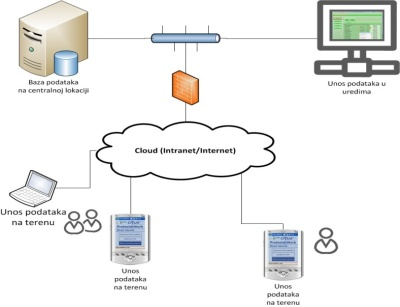 Baza podataka
na centralnoj lokaciji
Unos podataka u
uredima
Cloud (Intranet/Internet)
Unos podataka
na terenu
Unos
podataka
na terenu
Unos
podataka
na terenu